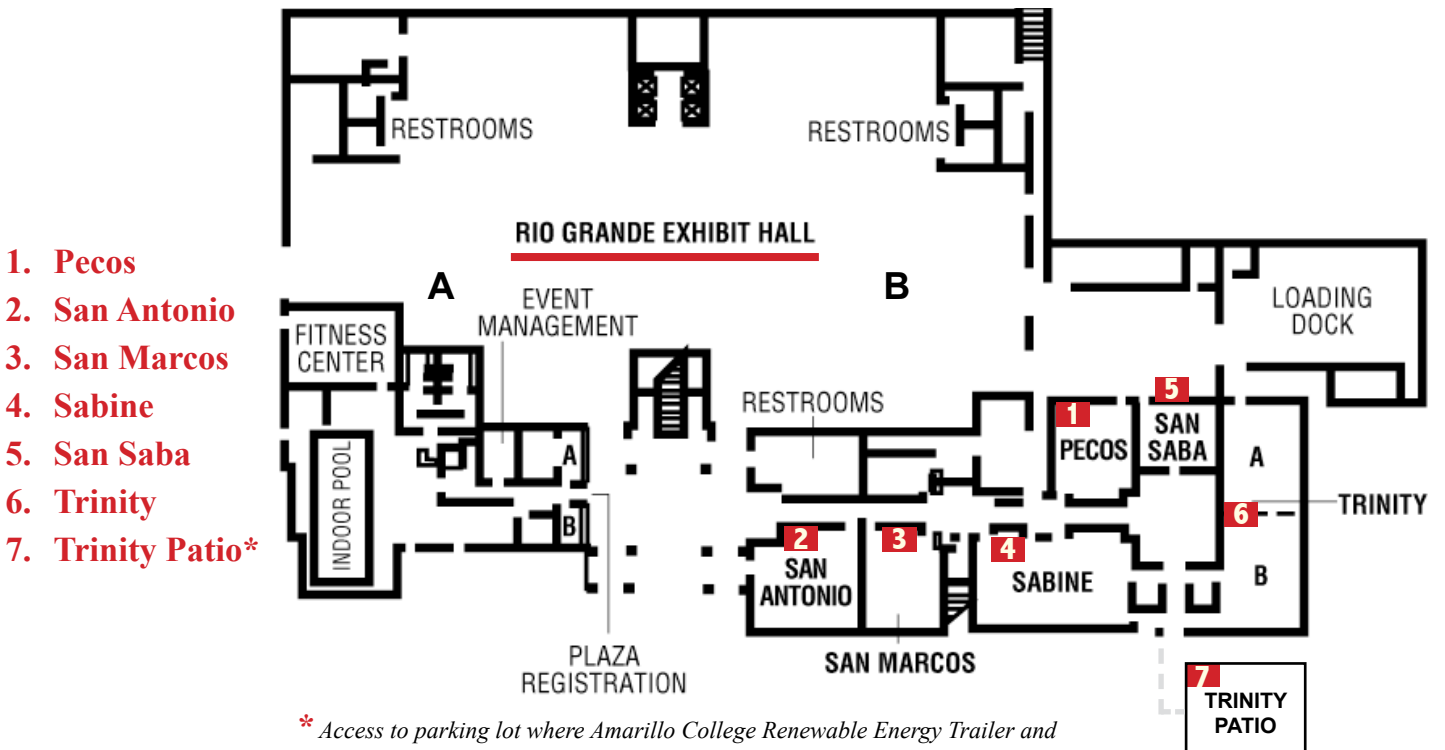 1. Pecos
2. San Antonio
3. San Marcos
4. Sabine
5. San Saba
6. Trinity
7. Trinity Patio*
RESTROOMS
RESTROOMS
RIO GRANDE EXHIBIT HALL
A
B
EVENT
MANAGEMENT
FITNESS
CENTER
LOADING
DOCK
RESTROOMS
1
PECOS
5
SAN
SABA
A
TRINITY
6
B
INDOOR POOL
A
B
2
SAN
ANTONIO
3
4
SABINE
SAN MARCOS
PLAZA
REGISTRATION
7
TRINITY
PATIO
* Access to parking lot where Amarillo College Renewable Energy Trailer and